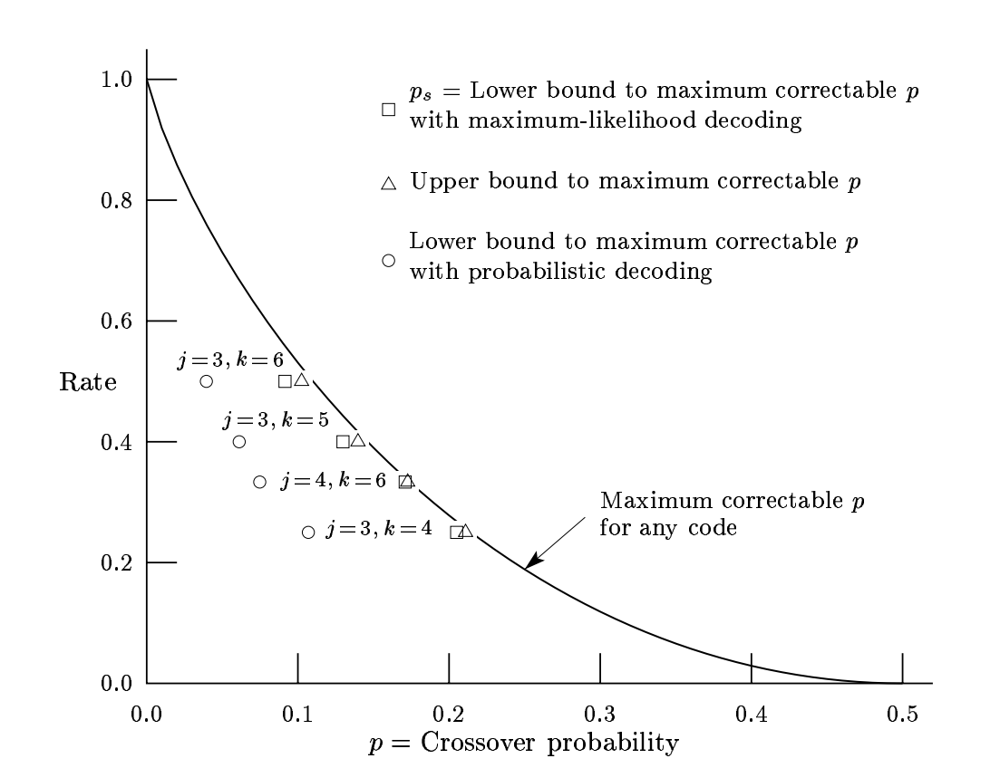 1.0
0.8
0.6
0.4
0.2
0.0
Rate
p_s = Lower bound to maximum correctable p
with maximum-likelihood decoding
Upper bound to maximum correctable p
Lower bound to maximum correctable p
with probabilistic decoding
j = 3, k = 6
j = 3, k = 5
j = 4, k = 6
j = 3, k = 4
Maximum correctable p
for any code
0.0 0.1 0.2 0.3 0.4 0.5
p = Crossover probability